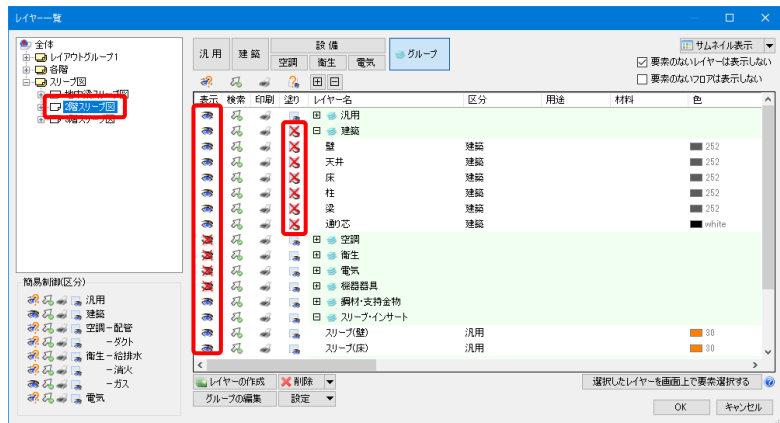 レイヤー一覧
全体
レイアウトグループ1
各階
スリーブ図
地中梁スリーブ図
2階スリーブ図
簡易制御(区分)
汎用
建築
空調-配管
-ダクト
衛生-給排水
-消火
-ガス
電気
汎用
建築
設備
空調 衛生 電気
グループ
サムネイル表示
要素のないレイヤーは表示しない
要素のないフロアは表示しない
表示 検索 印刷 塗り レイヤー名 区分 用途 材料 色
汎用
建築
壁 建築 252
天井 建築 252
床 建築 252
柱 建築 252
梁 建築 252
通り芯 建築 white
空調
衛生
電気
機器器具
鋼材・支持金物
スリーブ・インサート
スリーブ(壁) 汎用 30
スリーブ(床) 汎用 30
レイヤーの作成 削除
グループの編集 設定
選択したレイヤーを画面上で要素選択する
OK キャンセル